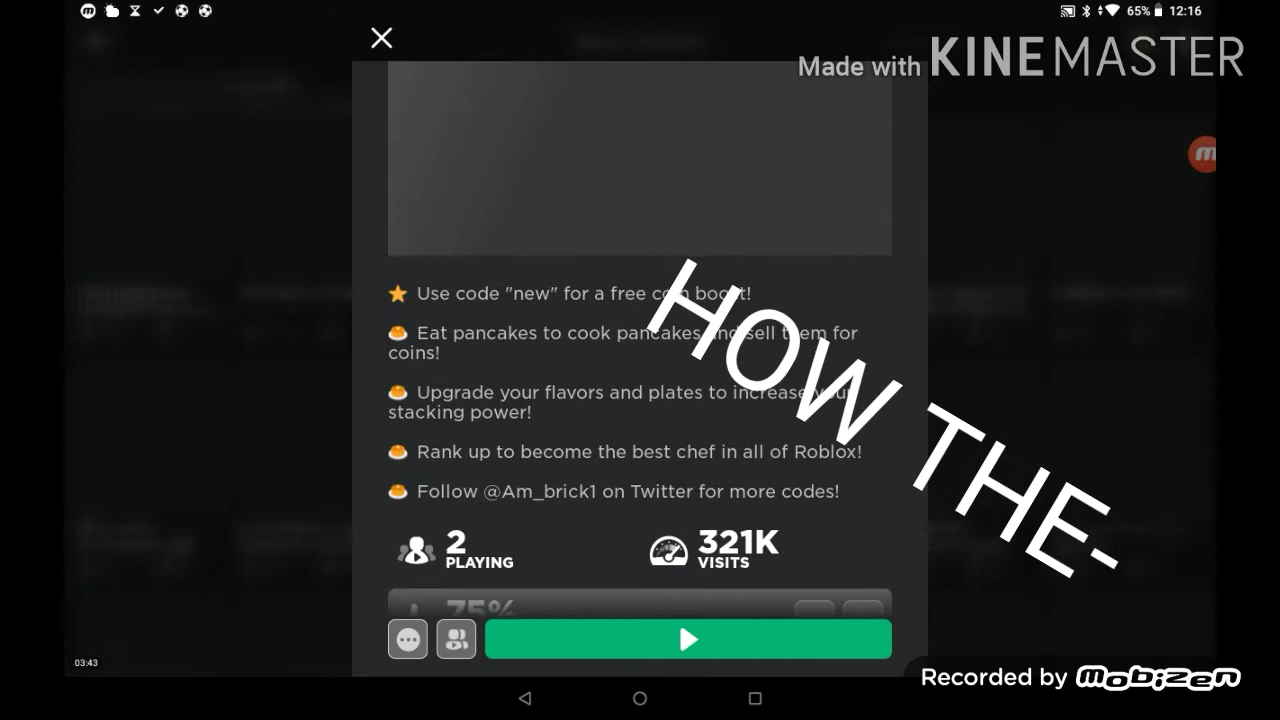 65% 12:16
Made with KINEMASTER
Use code "new" for a free coin boost!
Eat pancakes to cook pancakes and sell them for
coins!
Upgrade your flavors and plates to increase your
stacking power!
Rank up to become the best chef in all of Roblox!
Follow @Am_brick1 on Twitter for more codes!
HOW THE-
2
PLAYING
321K
VISITS
75%
03:43
Recorded by mobizen